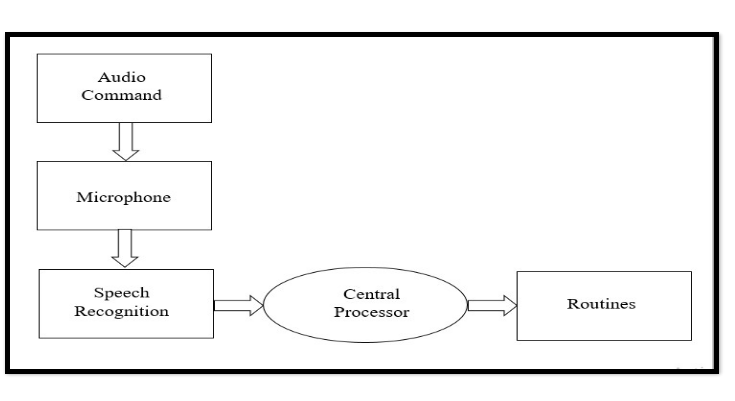 Audio
Command
Microphone
Speech
Recognition
Central
Processor
Routines